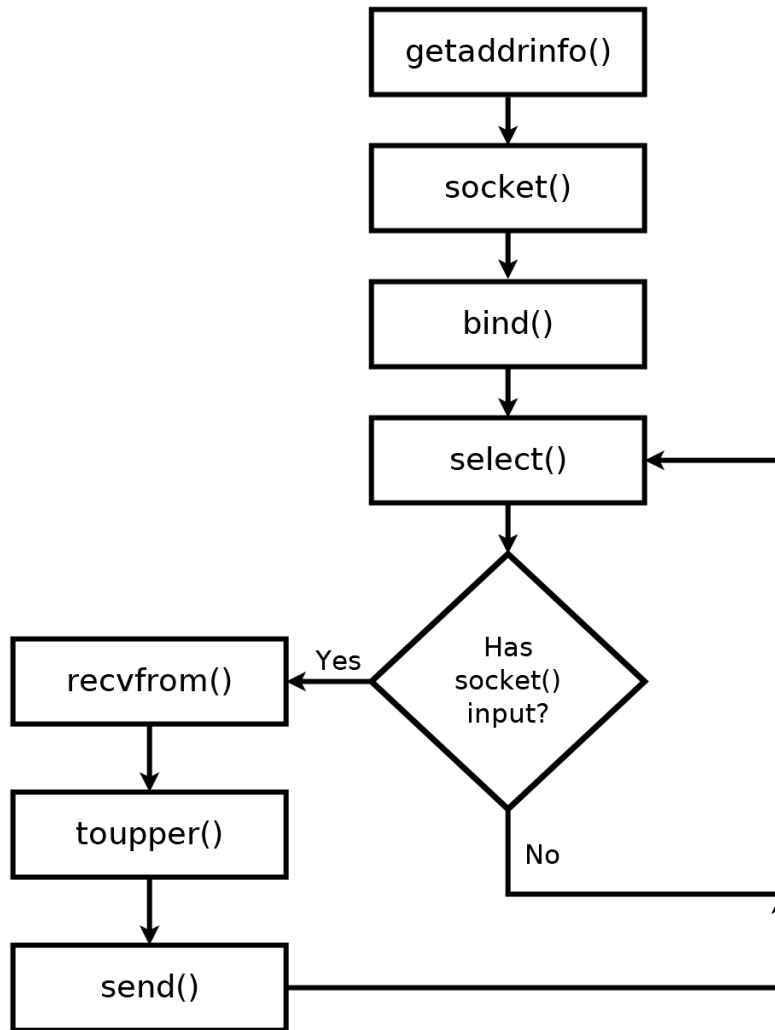 getaddrinfo()
socket()
bind()
select()
Has
socket()
input?
Yes
recvfrom()
toupper()
No
send()